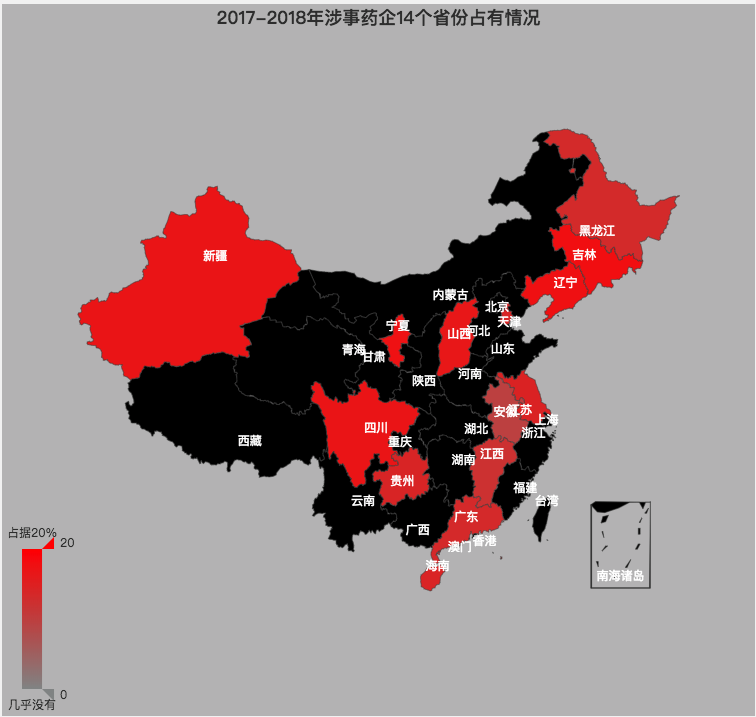 2017-2018年涉事药企14个省份占有情况
黑龙江
新疆
吉林
辽宁
内蒙古
北京
天津
宁夏
山西
河北
青海
甘肃
山东
陕西
河南
安徽
江苏
上海
四川
湖北
浙江
西藏
重庆
湖南
江西
贵州
福建
云南
台湾
广东
广西
香港
澳门
海南
南海诸岛
占据20%
20
0
几乎没有